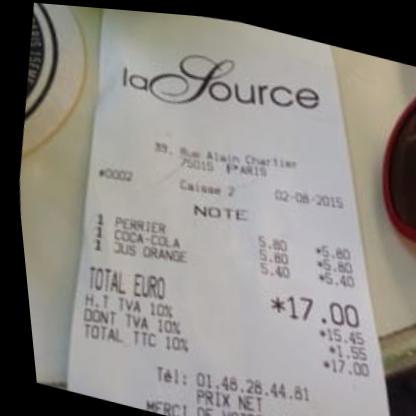 la Source
39, Rue Alain Chartier
75015 PARIS
#0002 Caisse 2 02-08-2015
NOTE
1 PERRIER 5.80 *5.80
1 COCA-COLA 5.80 *5.80
1 JUS ORANGE 5.40 *5.40
TOTAL EURO *17.00
H.T TVA 10% *15.45
DONT TVA 10% *1.55
TOTAL TTC 10% *17.00
Tél: 01.48.28.44.81
PRIX NET
MERCI DE VOTRE